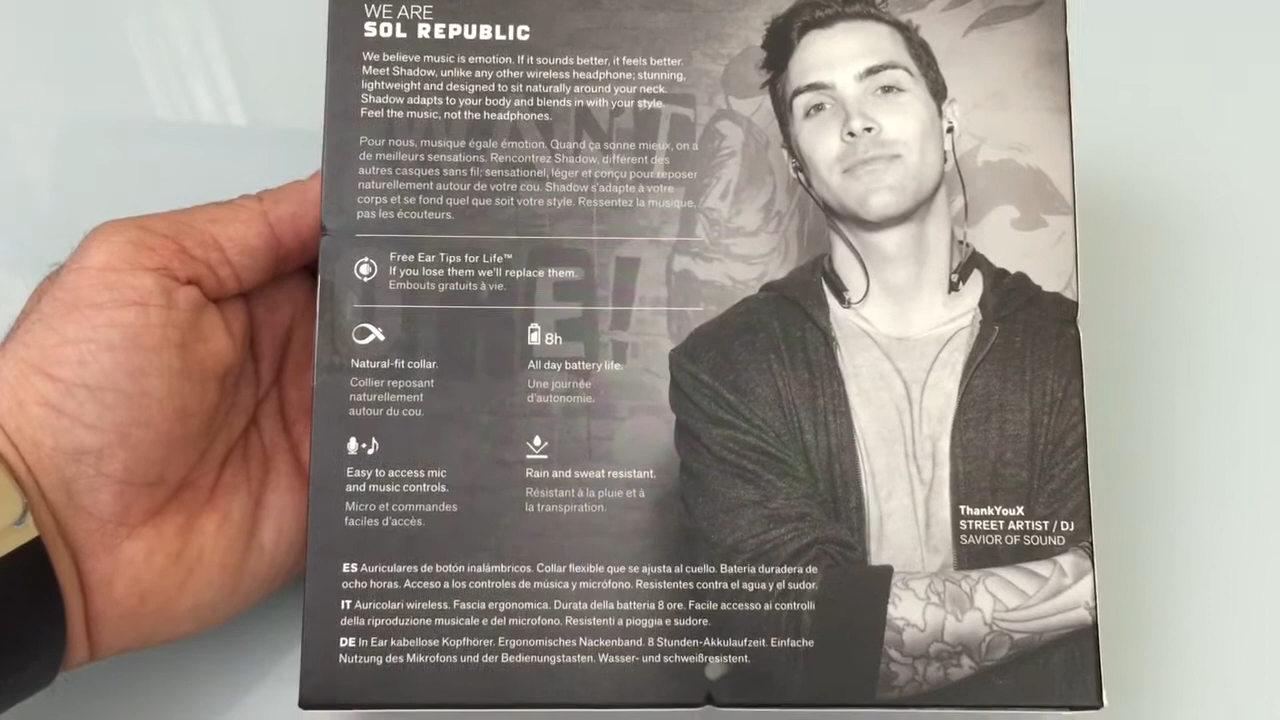 WE ARE
SOL REPUBLIC
We believe music is emotion. If it sounds better, it feels better.
Meet Shadow, unlike any other wireless headphone; stunning,
lightweight and designed to sit naturally around your neck.
Shadow adapts to your body and blends in with your style.
Feel the music, not the headphones.
Pour nous, musique égale émotion. Quand ça sonne mieux, on a
de meilleurs sensations. Rencontrez Shadow, différent des
autres casques sans fil; sensationel, léger et conçu pour reposer
naturellement autour de votre cou. Shadow s'adapte à votre
corps et se fond quel que soit votre style. Ressentez la musique,
pas les écouteurs.
Free Ear Tips for Life™
If you lose them we'll replace them.
Embouts gratuits à vie.
Natural-fit collar.
Collier reposant
naturellement
autour du cou.
8h
All day battery life.
Une journée
d'autonomie.
Easy to access mic
and music controls.
Micro et commandes
faciles d'accès.
Rain and sweat resistant.
Résistant à la pluie et à
la transpiration.
ThankYouX
STREET ARTIST / DJ
SAVIOR OF SOUND
ES Auriculares de botón inalámbricos. Collar flexible que se ajusta al cuello. Batería duradera de
ocho horas. Acceso a los controles de música y micrófono. Resistentes contra el agua y el sudor.
IT Auricolari wireless. Fascia ergonomica. Durata della batteria 8 ore. Facile accesso ai controlli
della riproduzione musicale e del microfono. Resistenti a pioggia e sudore.
DE In Ear kabellose Kopfhörer. Ergonomisches Nackenband. 8 Stunden-Akkulaufzeit. Einfache
Nutzung des Mikrofons und der Bedienungstasten. Wasser- und schweißresistent.